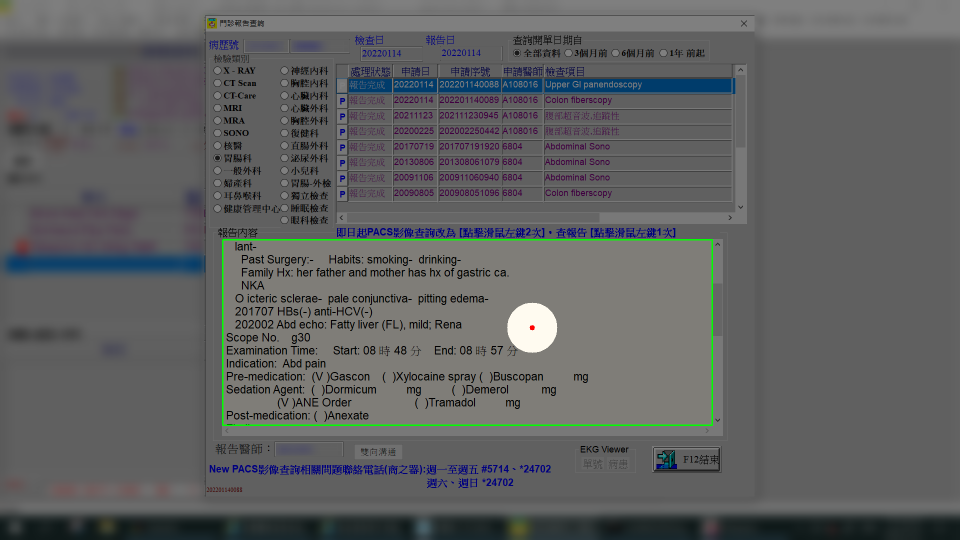 門診報告查詢
病歷號
檢查日
報告日
查詢開單日期自
20220114
20220114
全部資料 3個月前 6個月前 1年 前起
檢驗類別
X - RAY 神經內科
CT Scan 胸腔內科
CT-Care 心臟內科
MRI 心臟外科
MRA 胸腔外科
SONO 復健科
核醫 直腸外科
胃腸科 泌尿外科
一般外科 小兒科
婦產科 胃腸-外檢
耳鼻喉科 獨立檢查
健康管理中心 睡眠檢查
眼科檢查
處理狀態 申請日 申請序號 申請醫師 檢查項目
報告完成 20220114 202201140088 A108016 Upper GI panendoscopy
P 報告完成 20220114 202201140089 A108016 Colon fiberscopy
P 報告完成 20211123 202111230945 A108016 腹部超音波,追蹤性
P 報告完成 20200225 202002250442 A108016 腹部超音波,追蹤性
P 報告完成 20170719 201707191920 6804 Abdominal Sono
P 報告完成 20130806 201308061079 6804 Abdominal Sono
P 報告完成 20091106 200911060940 6804 Abdominal Sono
P 報告完成 20090805 200908051096 6804 Colon fiberscopy
報告內容
即日起PACS影像查詢改為 [點擊滑鼠左鍵2次]，查報告 [點擊滑鼠左鍵1次]
lant-
Past Surgery:- Habits: smoking- drinking-
Family Hx: her father and mother has hx of gastric ca.
NKA
O icteric sclerae- pale conjunctiva- pitting edema-
201707 HBs(-) anti-HCV(-)
202002 Abd echo: Fatty liver (FL), mild; Rena
Scope No. g30
Examination Time: Start: 08 時 48 分 End: 08 時 57 分
Indication: Abd pain
Pre-medication: (V )Gascon ( )Xylocaine spray ( )Buscopan mg
Sedation Agent: ( )Dormicum mg ( )Demerol mg
(V )ANE Order ( )Tramadol mg
Post-medication: ( )Anexate
報告醫師：
雙向溝通
EKG Viewer
單號 病患
F12結束
New PACS影像查詢相關問題聯絡電話(商之器):週一至週五 #5714、*24702
週六、週日 *24702
202201140088